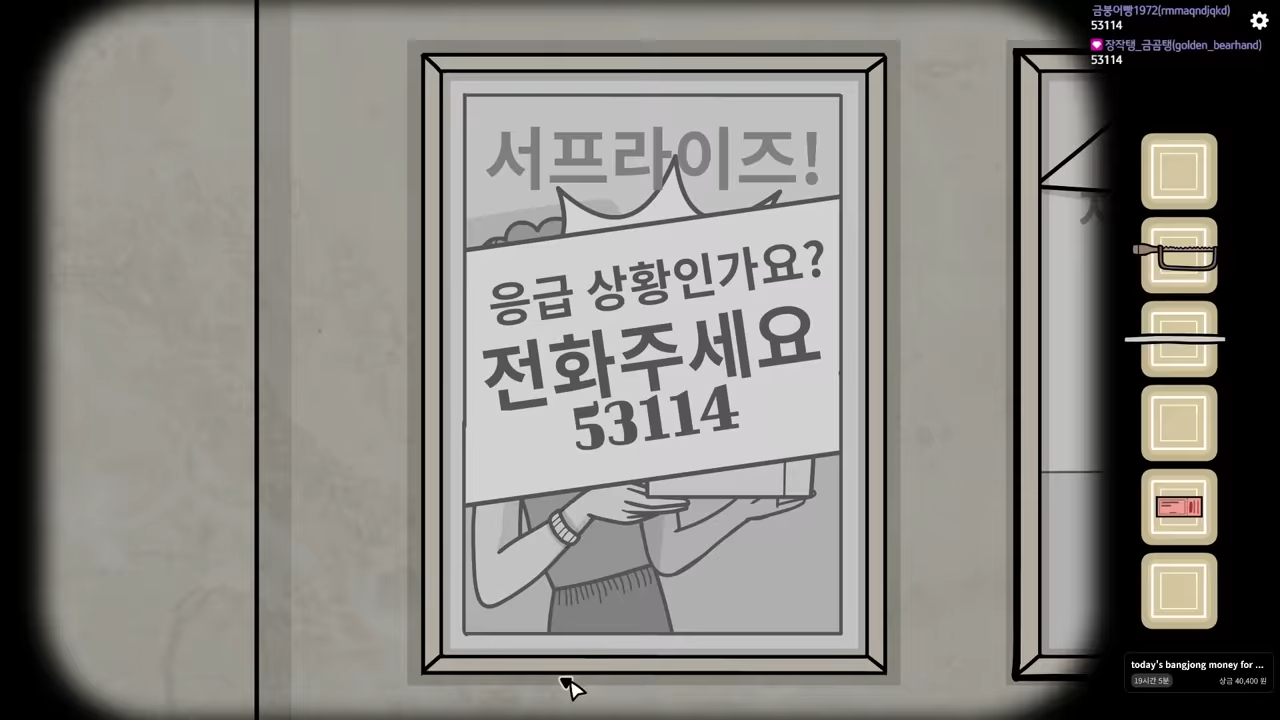 금붕어빵1972(rmmaqndjqkd)
53114
장작탱_금곰탱(golden_bearhand)
53114
서프라이즈!
응급 상황인가요?
전화주세요
53114
today's bangjong money for ...
19시간 5분
상금 40,400 원